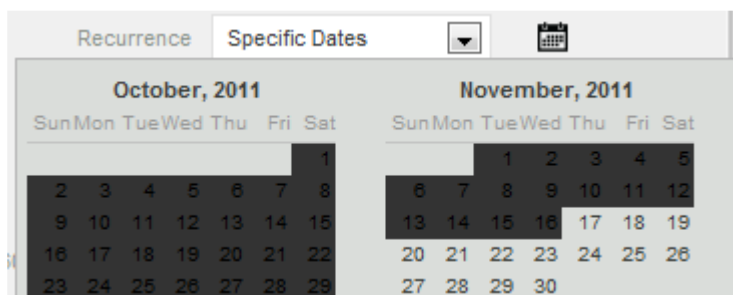 Recurrence Specific Dates
October, 2011 November, 2011
Sun Mon Tue Wed Thu Fri Sat Sun Mon Tue Wed Thu Fri Sat
1 1 2 3 4 5
2 3 4 5 6 7 8 6 7 8 9 10 11 12
9 10 11 12 13 14 15 13 14 15 16 17 18 19
16 17 18 19 20 21 22 20 21 22 23 24 25 26
23 24 25 26 27 28 29 27 28 29 30